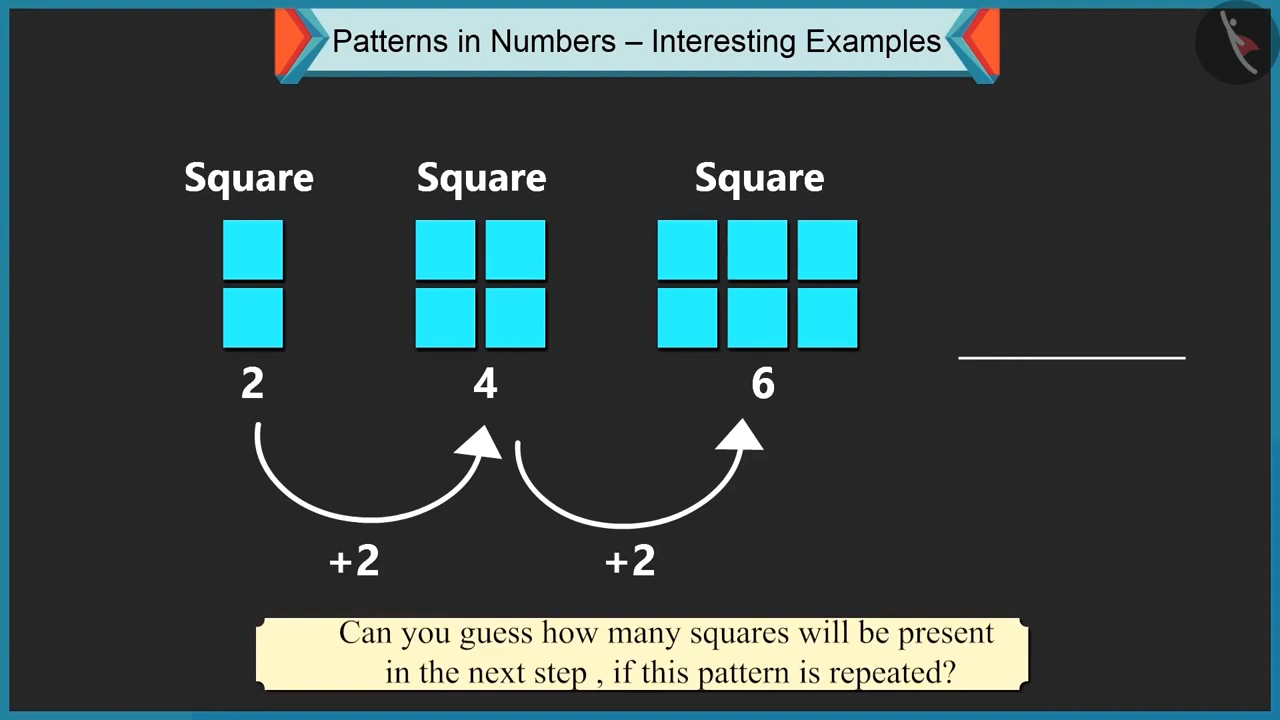 Patterns in Numbers – Interesting Examples
Square Square Square
2 4 6
+2 +2
Can you guess how many squares will be present
in the next step , if this pattern is repeated?